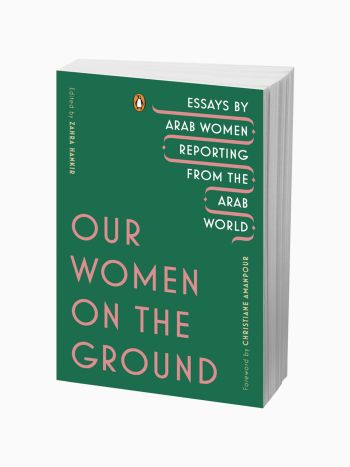 ESSAYS BY
ARAB WOMEN
REPORTING
FROM THE
ARAB
WORLD
Edited by ZAHRA HANKIR
OUR
WOMEN
ON THE
GROUND
Foreword by CHRISTIANE AMANPOUR